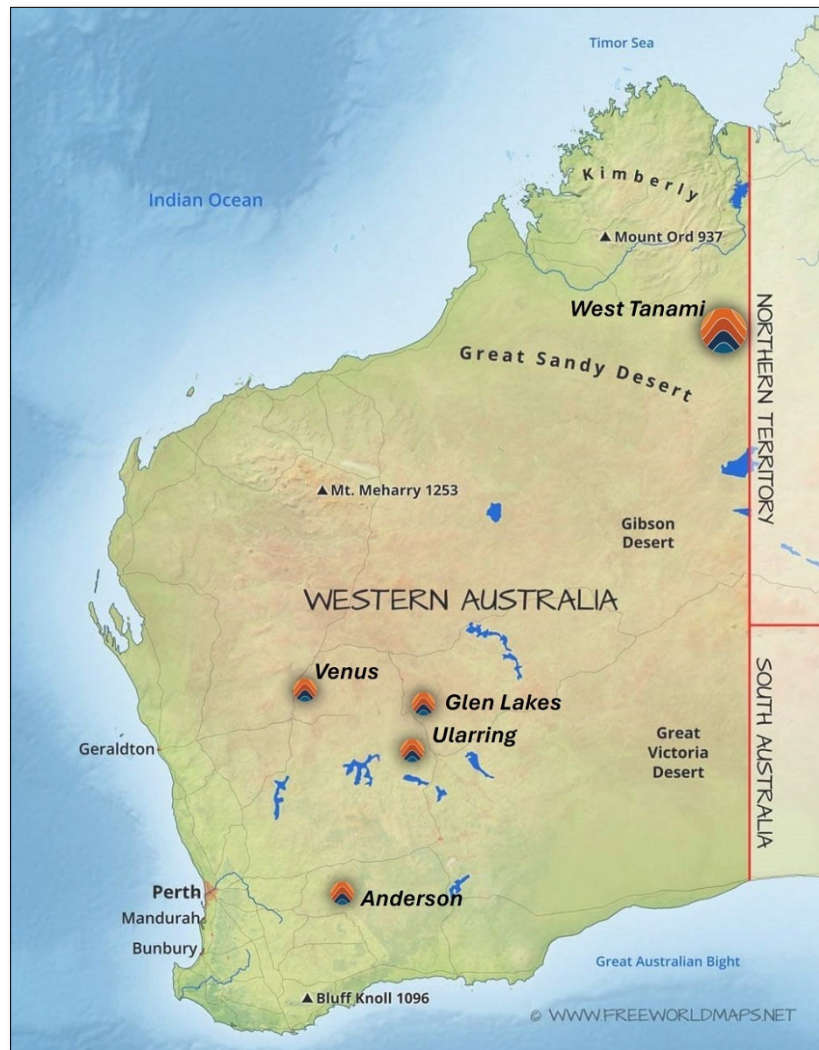 Timor Sea
Kimberly
Indian Ocean
Mount Ord 937
West Tanami
NORTHERN TERRITORY
Great Sandy Desert
Mt. Meharry 1253
Gibson
Desert
WESTERN AUSTRALIA
Venus
Glen Lakes
Ularring
SOUTH AUSTRALIA
Geraldton
Great
Victoria
Desert
Perth
Anderson
Mandurah
Bunbury
Great Australian Bight
Bluff Knoll 1096
© WWW.FREEWORLDMAPS.NET